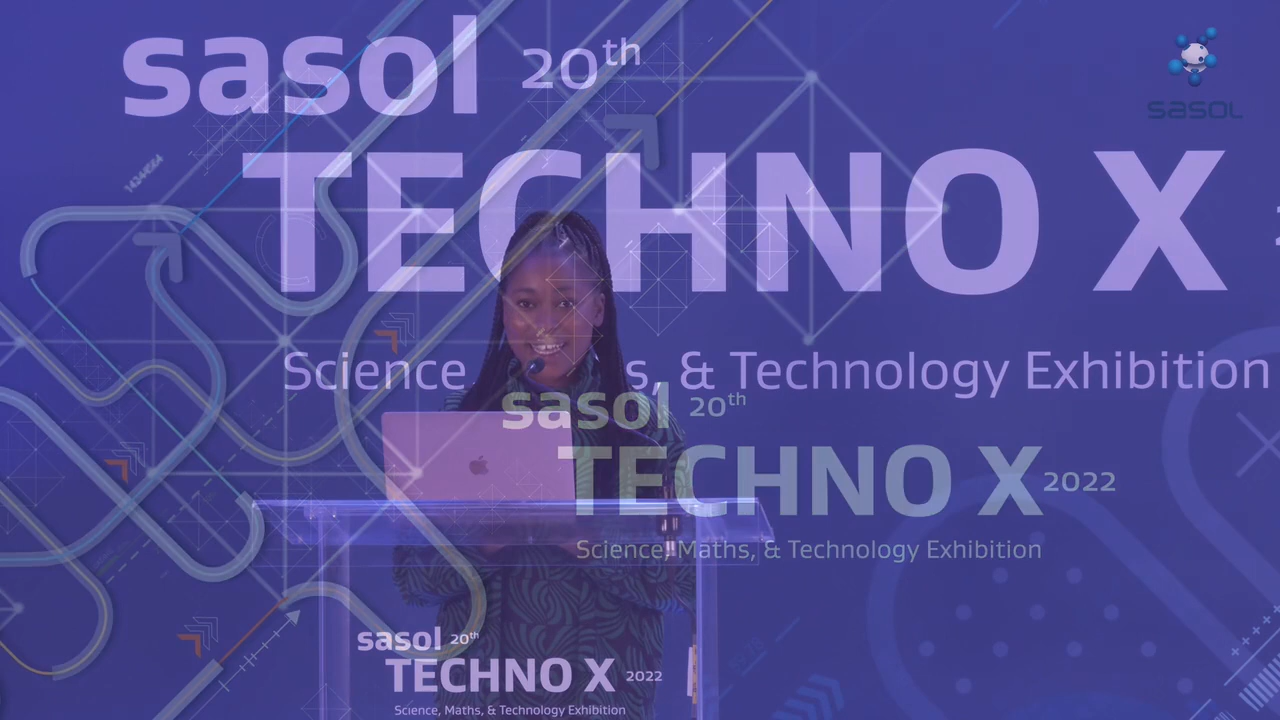 sasol 20th
TECHNO X
Science s, & Technology Exhibition
SASOL
sasol 20th
TECHNO X 2022
Science, Maths, & Technology Exhibition
sasol 20th
TECHNO X 2022
Science, Maths, & Technology Exhibition